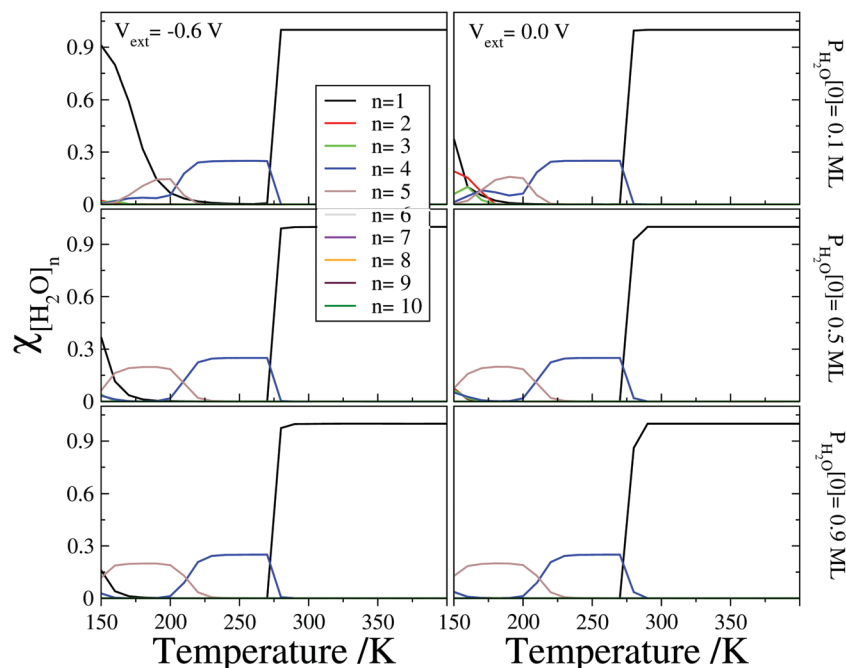 V_ext = -0.6 V
V_ext = 0.0 V
P_H₂O[0]= 0.1 ML
0.9
0.6
0.3
0
n=1
n= 2
n= 3
n= 4
n= 5
n= 6
n= 7
n= 8
n= 9
n= 10
χ[H₂O]ₙ
0.9
0.6
0.3
0
P_H₂O[0]= 0.5 ML
0.9
0.6
0.3
0
P_H₂O[0]= 0.9 ML
150 200 250 300 350
150 200 250 300 350
Temperature /K
Temperature /K